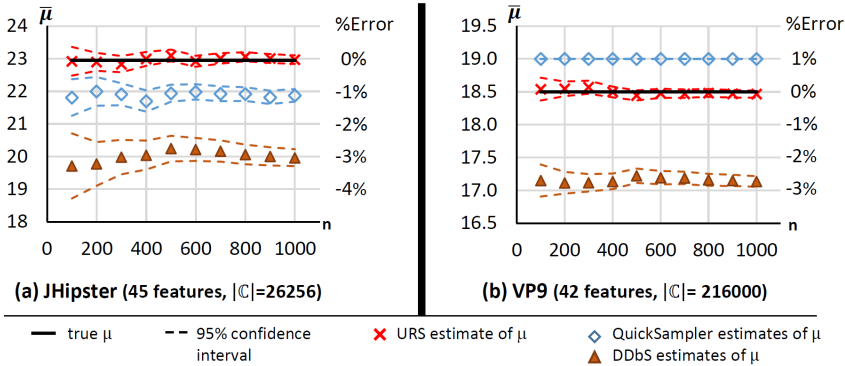 μ̅ %Error μ̅ %Error
24 19.5
23 0% 19.0 1%
22 -1% 18.5 0%
21 -2% 18.0 -1%
20 -3% 17.5 -2%
19 -4% 17.0 -3%
18 n 16.5 n
0 200 400 600 800 1000 0 200 400 600 800 1000
(a) JHipster (45 features, |ℂ|=26256) (b) VP9 (42 features, |ℂ|= 216000)
true μ 95% confidence URS estimate of μ QuickSampler estimates of μ
interval DDbS estimates of μ